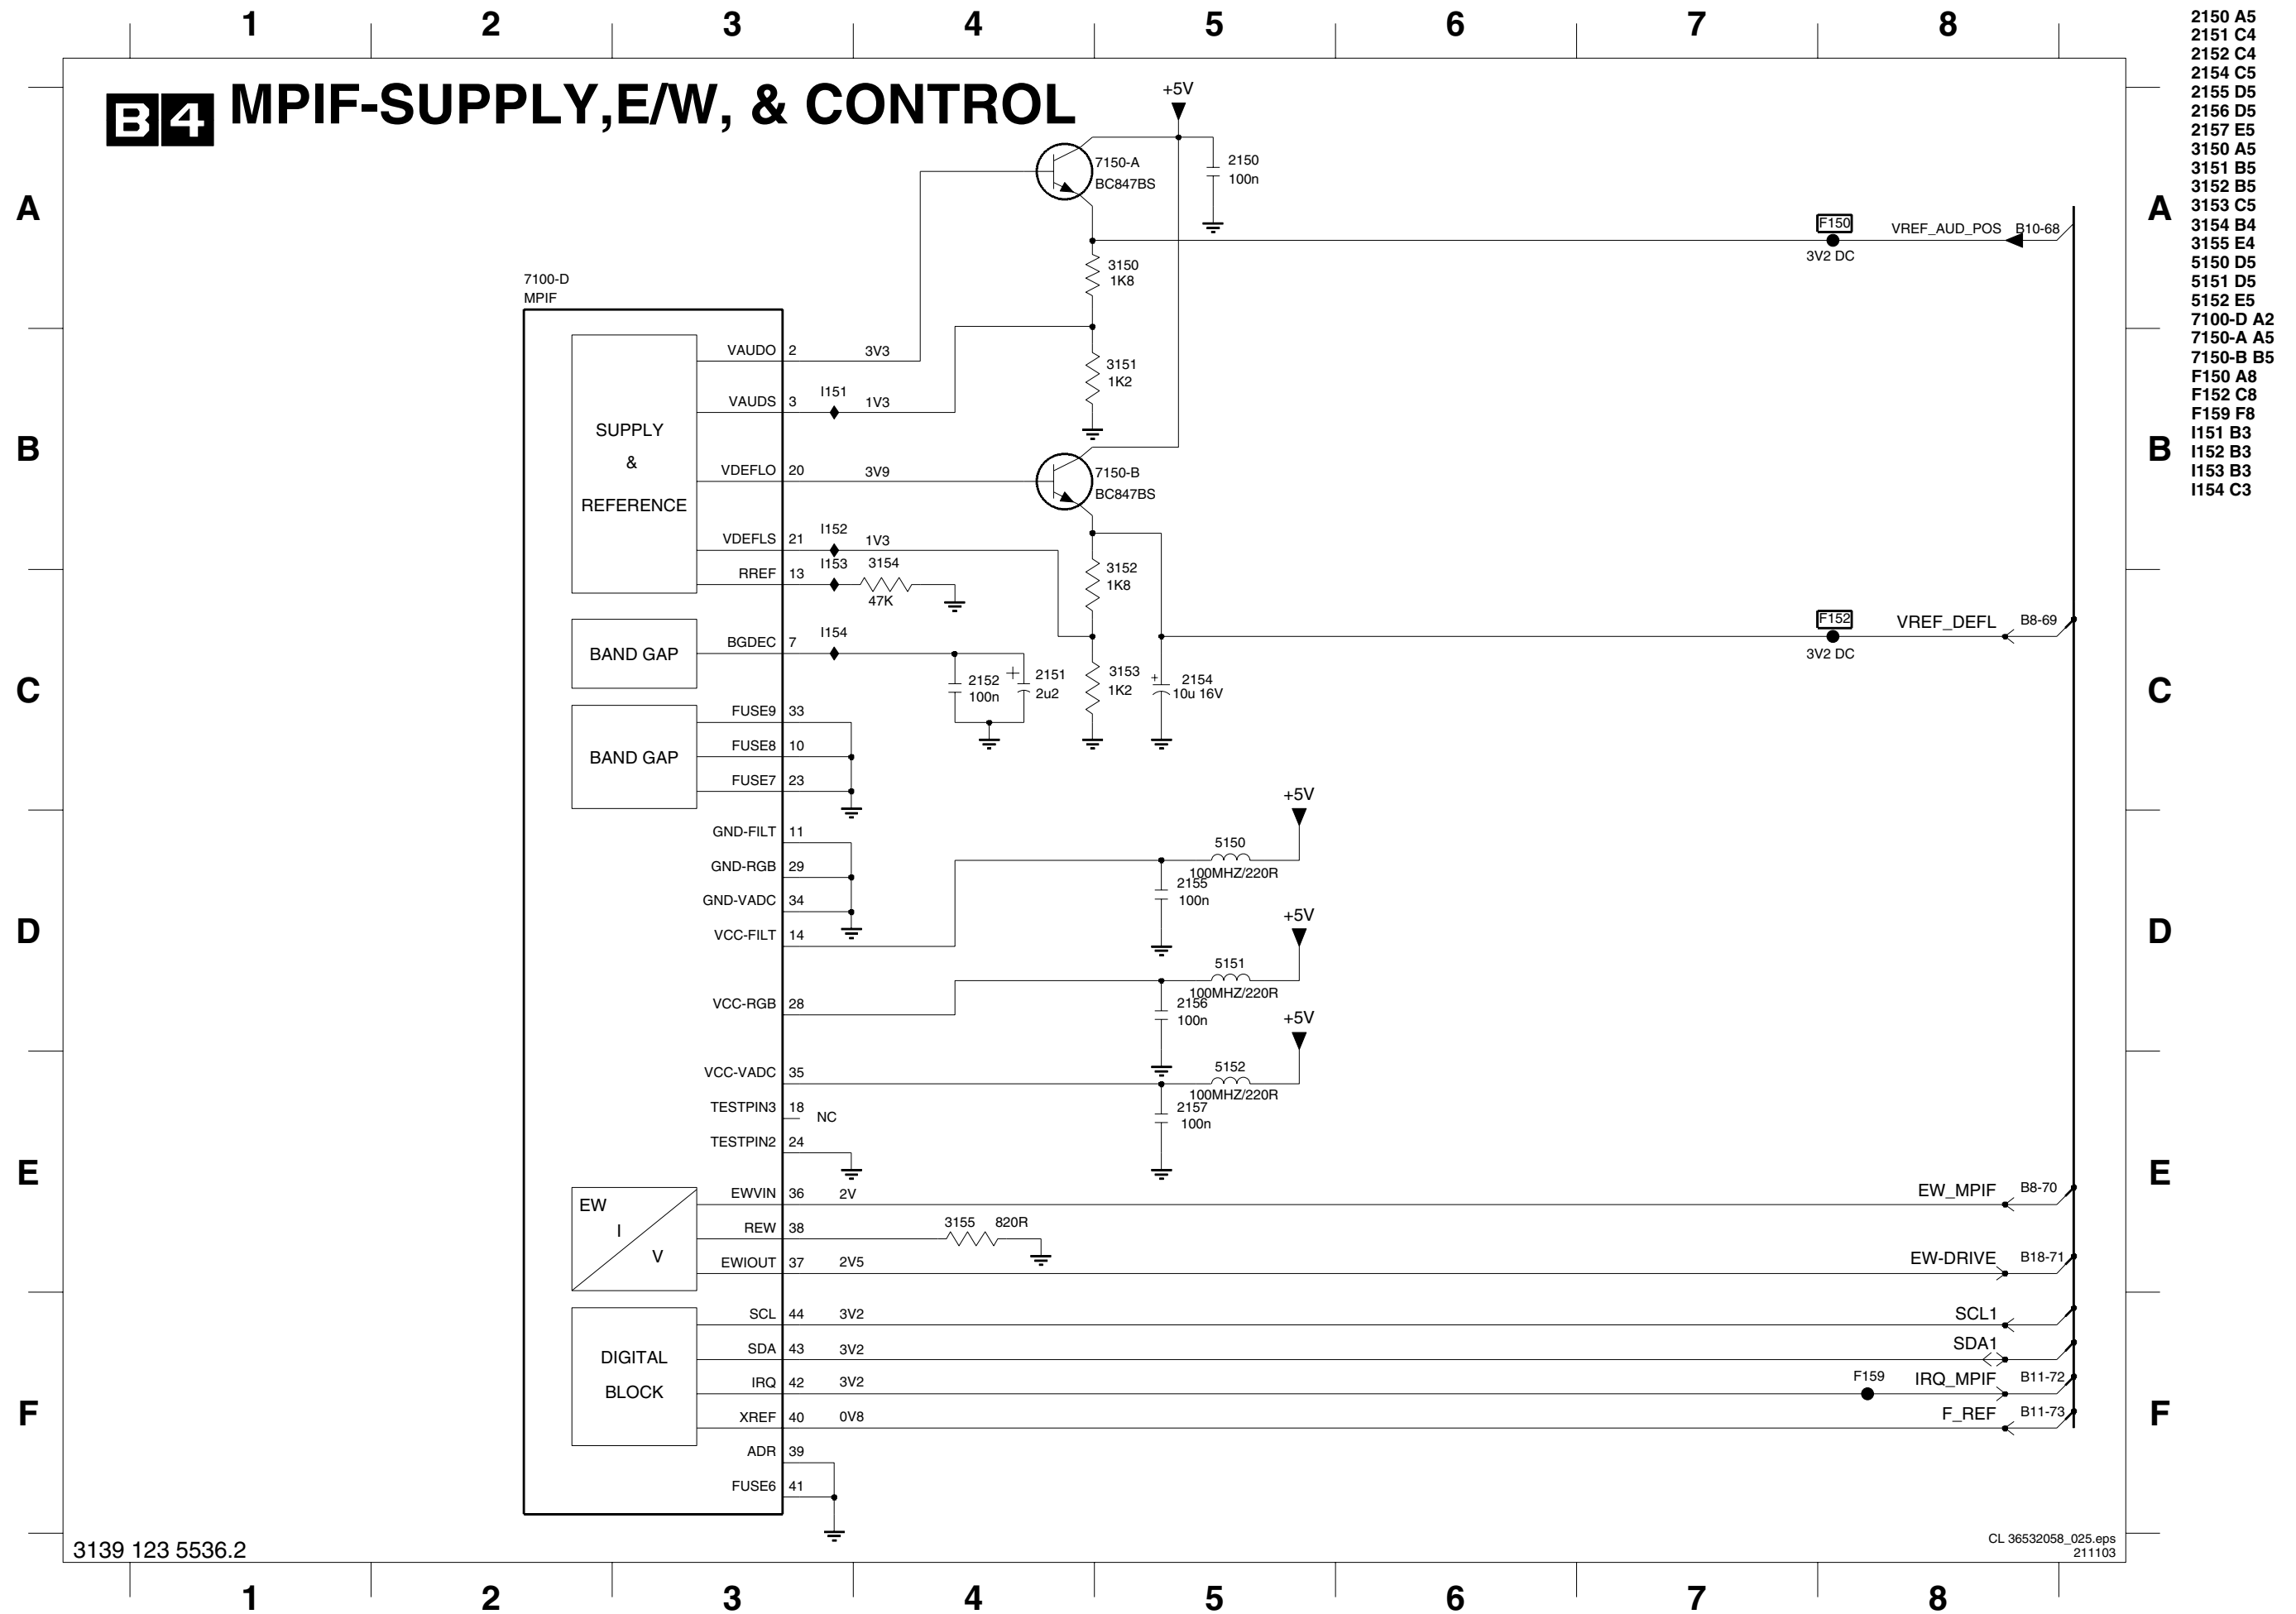 1 2 3 4 5 6 7 8
B4 MPIF-SUPPLY,E/W, & CONTROL
A
B
C
D
E
F
+5V
7150-A
BC847BS
2150
100n
F150
3V2 DC
VREF_AUD_POS B10-68
3150
1K8
7100-D
MPIF
SUPPLY
&
REFERENCE
VAUDO 2 3V3
3151
1K2
VAUDS 3 I151 1V3
VDEFLO 20 3V9
7150-B
BC847BS
VDEFLS 21 I152 1V3
RREF 13 I153 3154
47K
3152
1K8
F152
3V2 DC
VREF_DEFL B8-69
BAND GAP
BGDEC 7 I154
2152
100n
2151
2u2
3153
1K2
2154
10u 16V
BAND GAP
FUSE9 33
FUSE8 10
FUSE7 23
+5V
GND-FILT 11
GND-RGB 29
GND-VADC 34
VCC-FILT 14
5150
100MHZ/220R
2155
100n
+5V
5151
100MHZ/220R
VCC-RGB 28
2156
100n
+5V
VCC-VADC 35
5152
100MHZ/220R
TESTPIN3 18 NC
2157
100n
TESTPIN2 24
EW
I
V
EWVIN 36 2V
EW_MPIF B8-70
REW 38 3155 820R
EWIOUT 37 2V5
EW-DRIVE B18-71
DIGITAL
BLOCK
SCL 44 3V2 SCL1
SDA 43 3V2 SDA1
IRQ 42 3V2 F159 IRQ_MPIF B11-72
XREF 40 0V8 F_REF B11-73
ADR 39
FUSE6 41
3139 123 5536.2
CL 36532058_025.eps
211103
A
B
C
D
E
F
1 2 3 4 5 6 7 8
2150 A5
2151 C4
2152 C4
2154 C5
2155 D5
2156 D5
2157 E5
3150 A5
3151 B5
3152 B5
3153 C5
3154 B4
3155 E4
5150 D5
5151 D5
5152 E5
7100-D A2
7150-A A5
7150-B B5
F150 A8
F152 C8
F159 F8
I151 B3
I152 B3
I153 B3
I154 C3